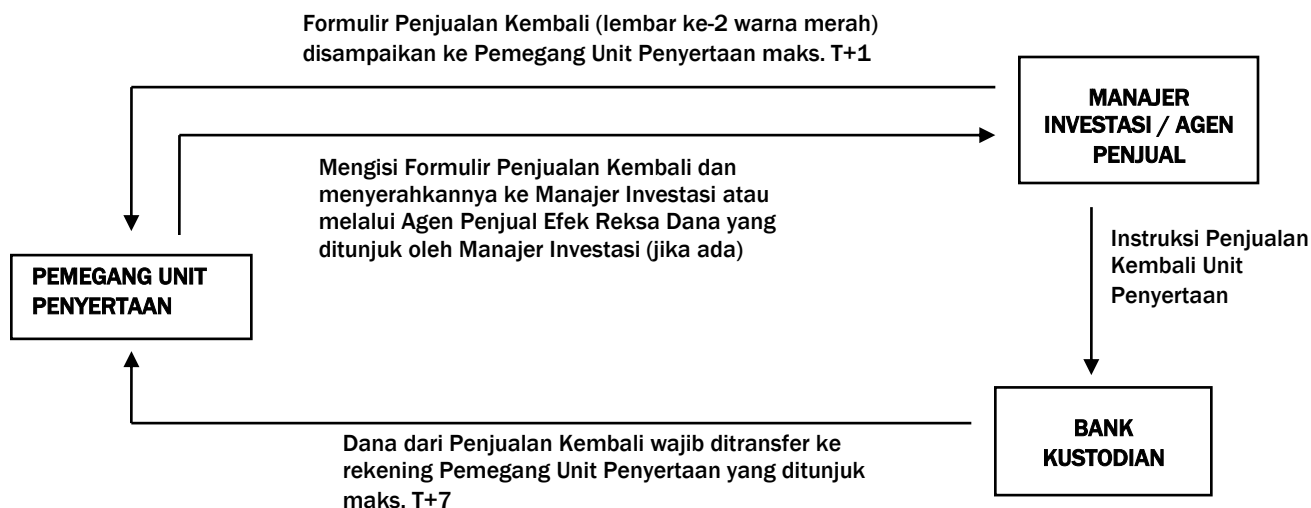 Formulir Penjualan Kembali (lembar ke-2 warna merah)
disampaikan ke Pemegang Unit Penyertaan maks. T+1
MANAJER
INVESTASI / AGEN
PENJUAL
Mengisi Formulir Penjualan Kembali dan
menyerahkannya ke Manajer Investasi atau
melalui Agen Penjual Efek Reksa Dana yang
ditunjuk oleh Manajer Investasi (jika ada)
Instruksi Penjualan
Kembali Unit
Penyertaan
PEMEGANG UNIT
PENYERTAAN
Dana dari Penjualan Kembali wajib ditransfer ke
rekening Pemegang Unit Penyertaan yang ditunjuk
maks. T+7
BANK
KUSTODIAN